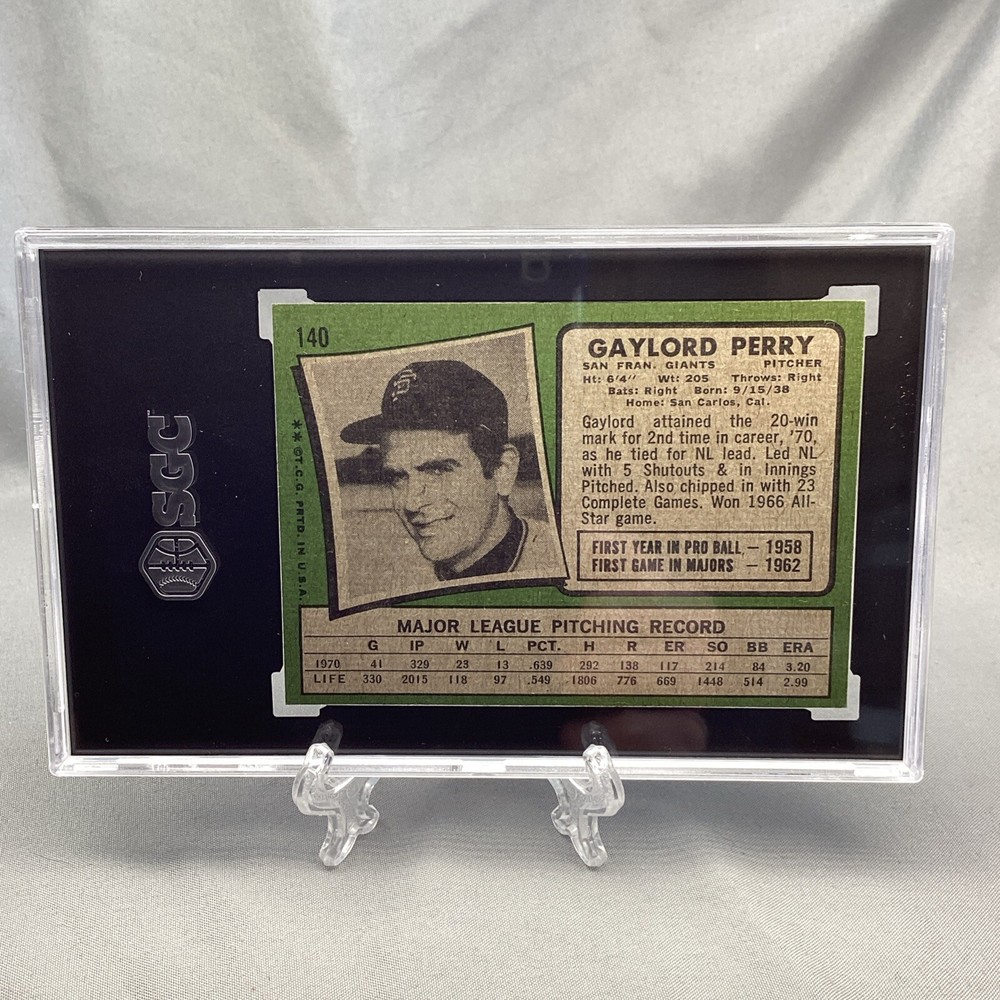 SGC
140
SF
** ©T.C.G. PRTD. IN U.S.A.
GAYLORD PERRY
SAN FRAN. GIANTS PITCHER
Ht: 6'4" Wt: 205 Throws: Right
Bats: Right Born: 9/15/38
Home: San Carlos, Cal.
Gaylord attained the 20-win
mark for 2nd time in career, '70,
as he tied for NL lead. Led NL
with 5 Shutouts & in Innings
Pitched. Also chipped in with 23
Complete Games. Won 1966 All-
Star game.
FIRST YEAR IN PRO BALL — 1958
FIRST GAME IN MAJORS — 1962
MAJOR LEAGUE PITCHING RECORD
G IP W L PCT. H R ER SO BB ERA
1970 41 329 23 13 .639 292 138 117 214 84 3.20
LIFE 330 2015 118 97 .549 1806 776 669 1448 514 2.99